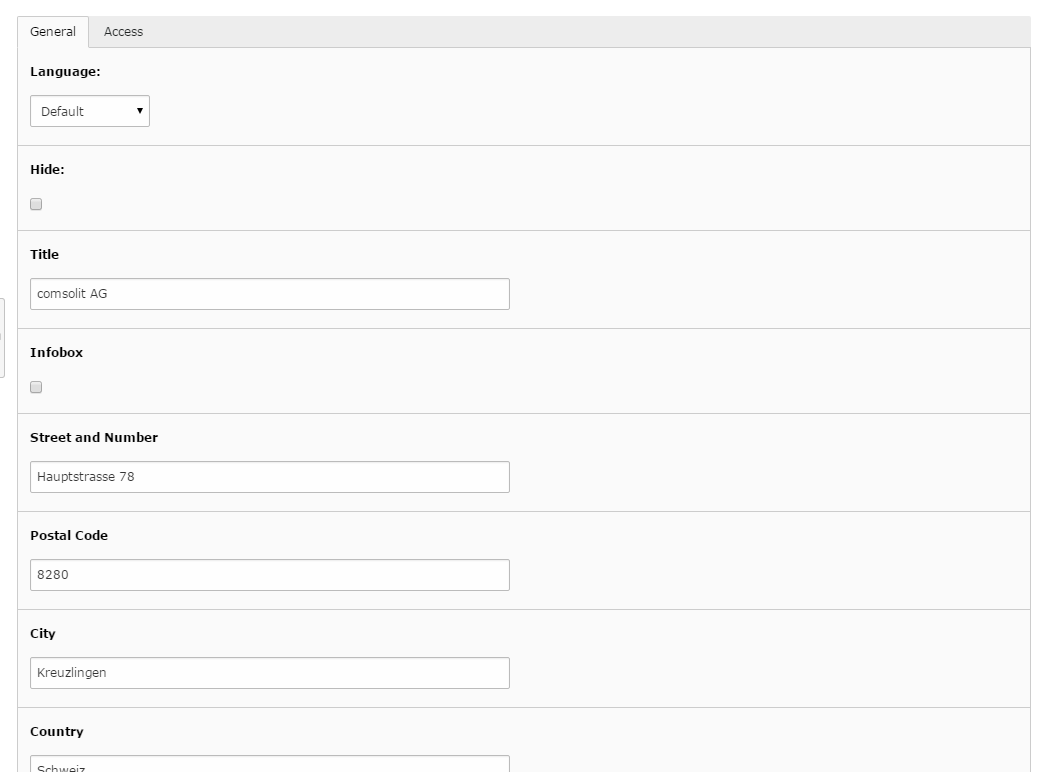 General Access
Language:
Default
Hide:
Title
comsolit AG
Infobox
Street and Number
Hauptstrasse 78
Postal Code
8280
City
Kreuzlingen
Country
Schweiz